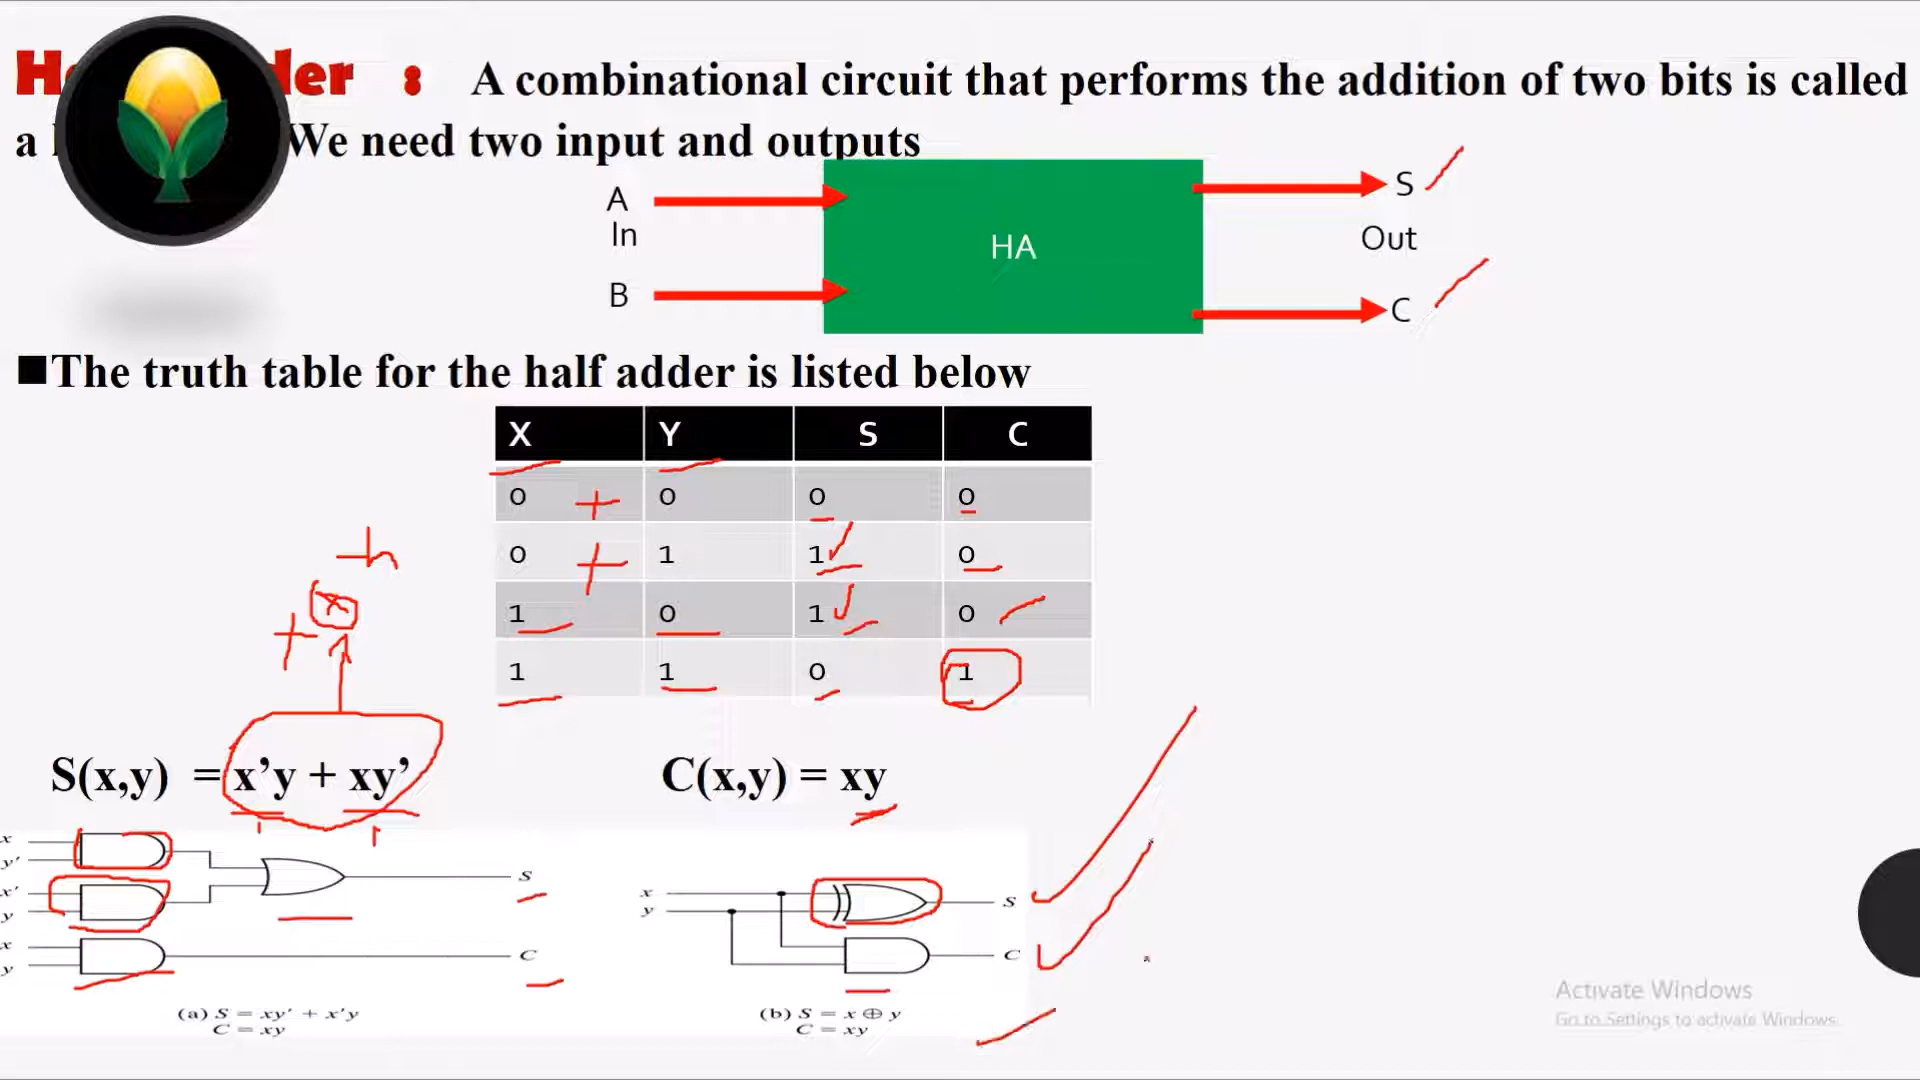 der : A combinational circuit that performs the addition of two bits is called
a We need two input and outputs
A
In
B
HA
S
Out
C
■The truth table for the half adder is listed below
X Y S C
0 + 0 0 0
0 + 1 1 0
1 0 1 0
1 1 0 1
S(x,y) = x’y + xy’ C(x,y) = xy
x
y'
x'
y
x
y
S
C
x
y
S
C
(a) S = xy' + x'y
C = xy
(b) S = x ⊕ y
C = xy
Activate Windows
Go to Settings to activate Windows.